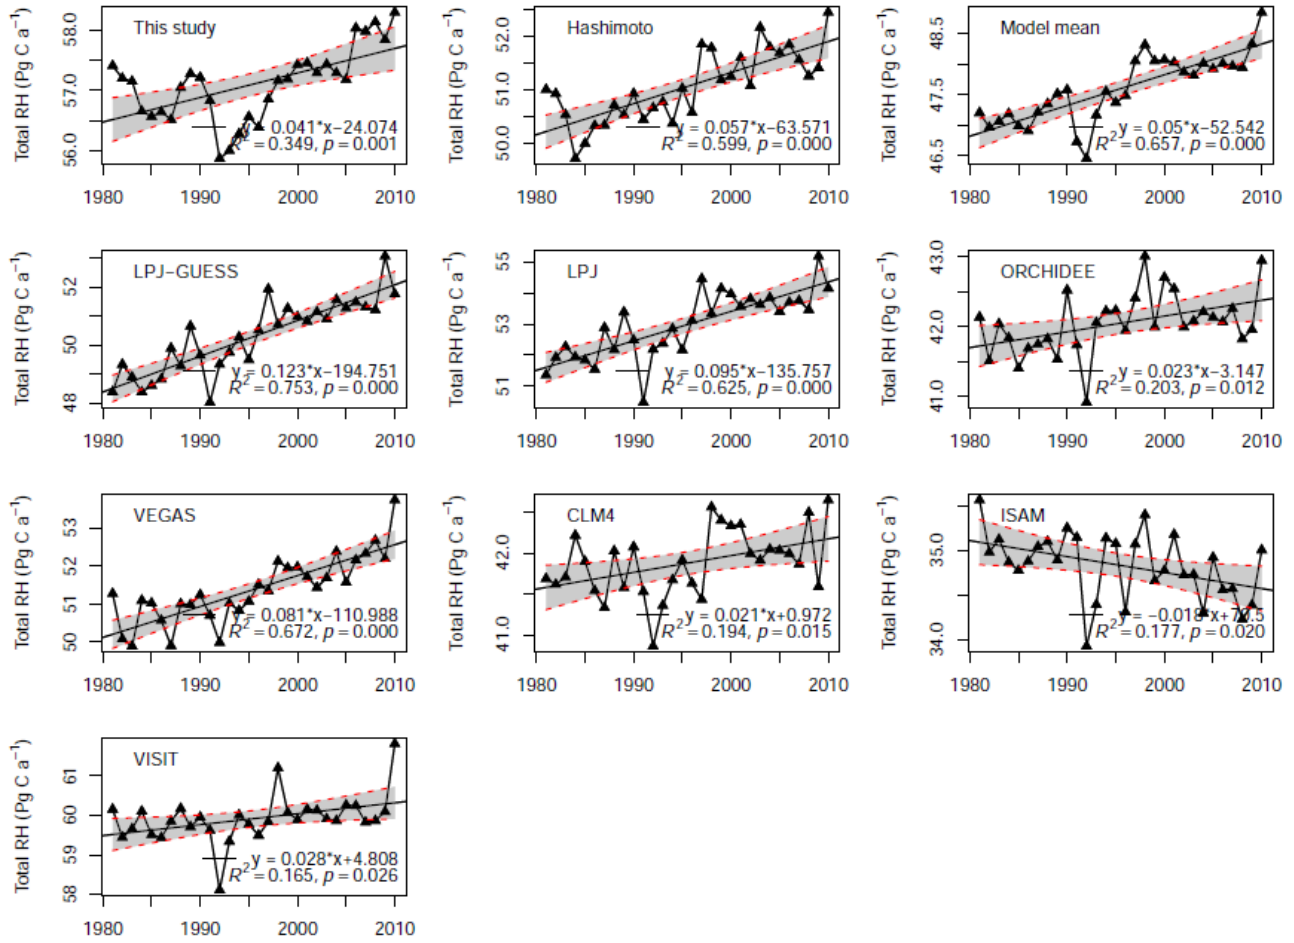 Total RH (Pg C a⁻¹)
58.0
57.0
56.0
This study
y = 0.041*x−24.074
R² = 0.349, p = 0.001
1980 1990 2000 2010
Total RH (Pg C a⁻¹)
52.0
51.0
50.0
Hashimoto
y = 0.057*x−63.571
R² = 0.599, p = 0.000
1980 1990 2000 2010
Total RH (Pg C a⁻¹)
48.5
47.5
46.5
Model mean
y = 0.05*x−52.542
R² = 0.657, p = 0.000
1980 1990 2000 2010
Total RH (Pg C a⁻¹)
52
50
48
LPJ−GUESS
y = 0.123*x−194.751
R² = 0.753, p = 0.000
1980 1990 2000 2010
Total RH (Pg C a⁻¹)
55
53
51
LPJ
y = 0.095*x−135.757
R² = 0.625, p = 0.000
1980 1990 2000 2010
Total RH (Pg C a⁻¹)
43.0
42.0
41.0
ORCHIDEE
y = 0.023*x−3.147
R² = 0.203, p = 0.012
1980 1990 2000 2010
Total RH (Pg C a⁻¹)
53
52
51
50
VEGAS
y = 0.081*x−110.988
R² = 0.672, p = 0.000
1980 1990 2000 2010
Total RH (Pg C a⁻¹)
42.0
41.0
CLM4
y = 0.021*x+0.972
R² = 0.194, p = 0.015
1980 1990 2000 2010
Total RH (Pg C a⁻¹)
35.0
34.0
ISAM
y = −0.018*x+
R² = 0.177, p = 0.020
1980 1990 2000 2010
Total RH (Pg C a⁻¹)
61
60
59
58
VISIT
y = 0.028*x+4.808
R² = 0.165, p = 0.026
1980 1990 2000 2010